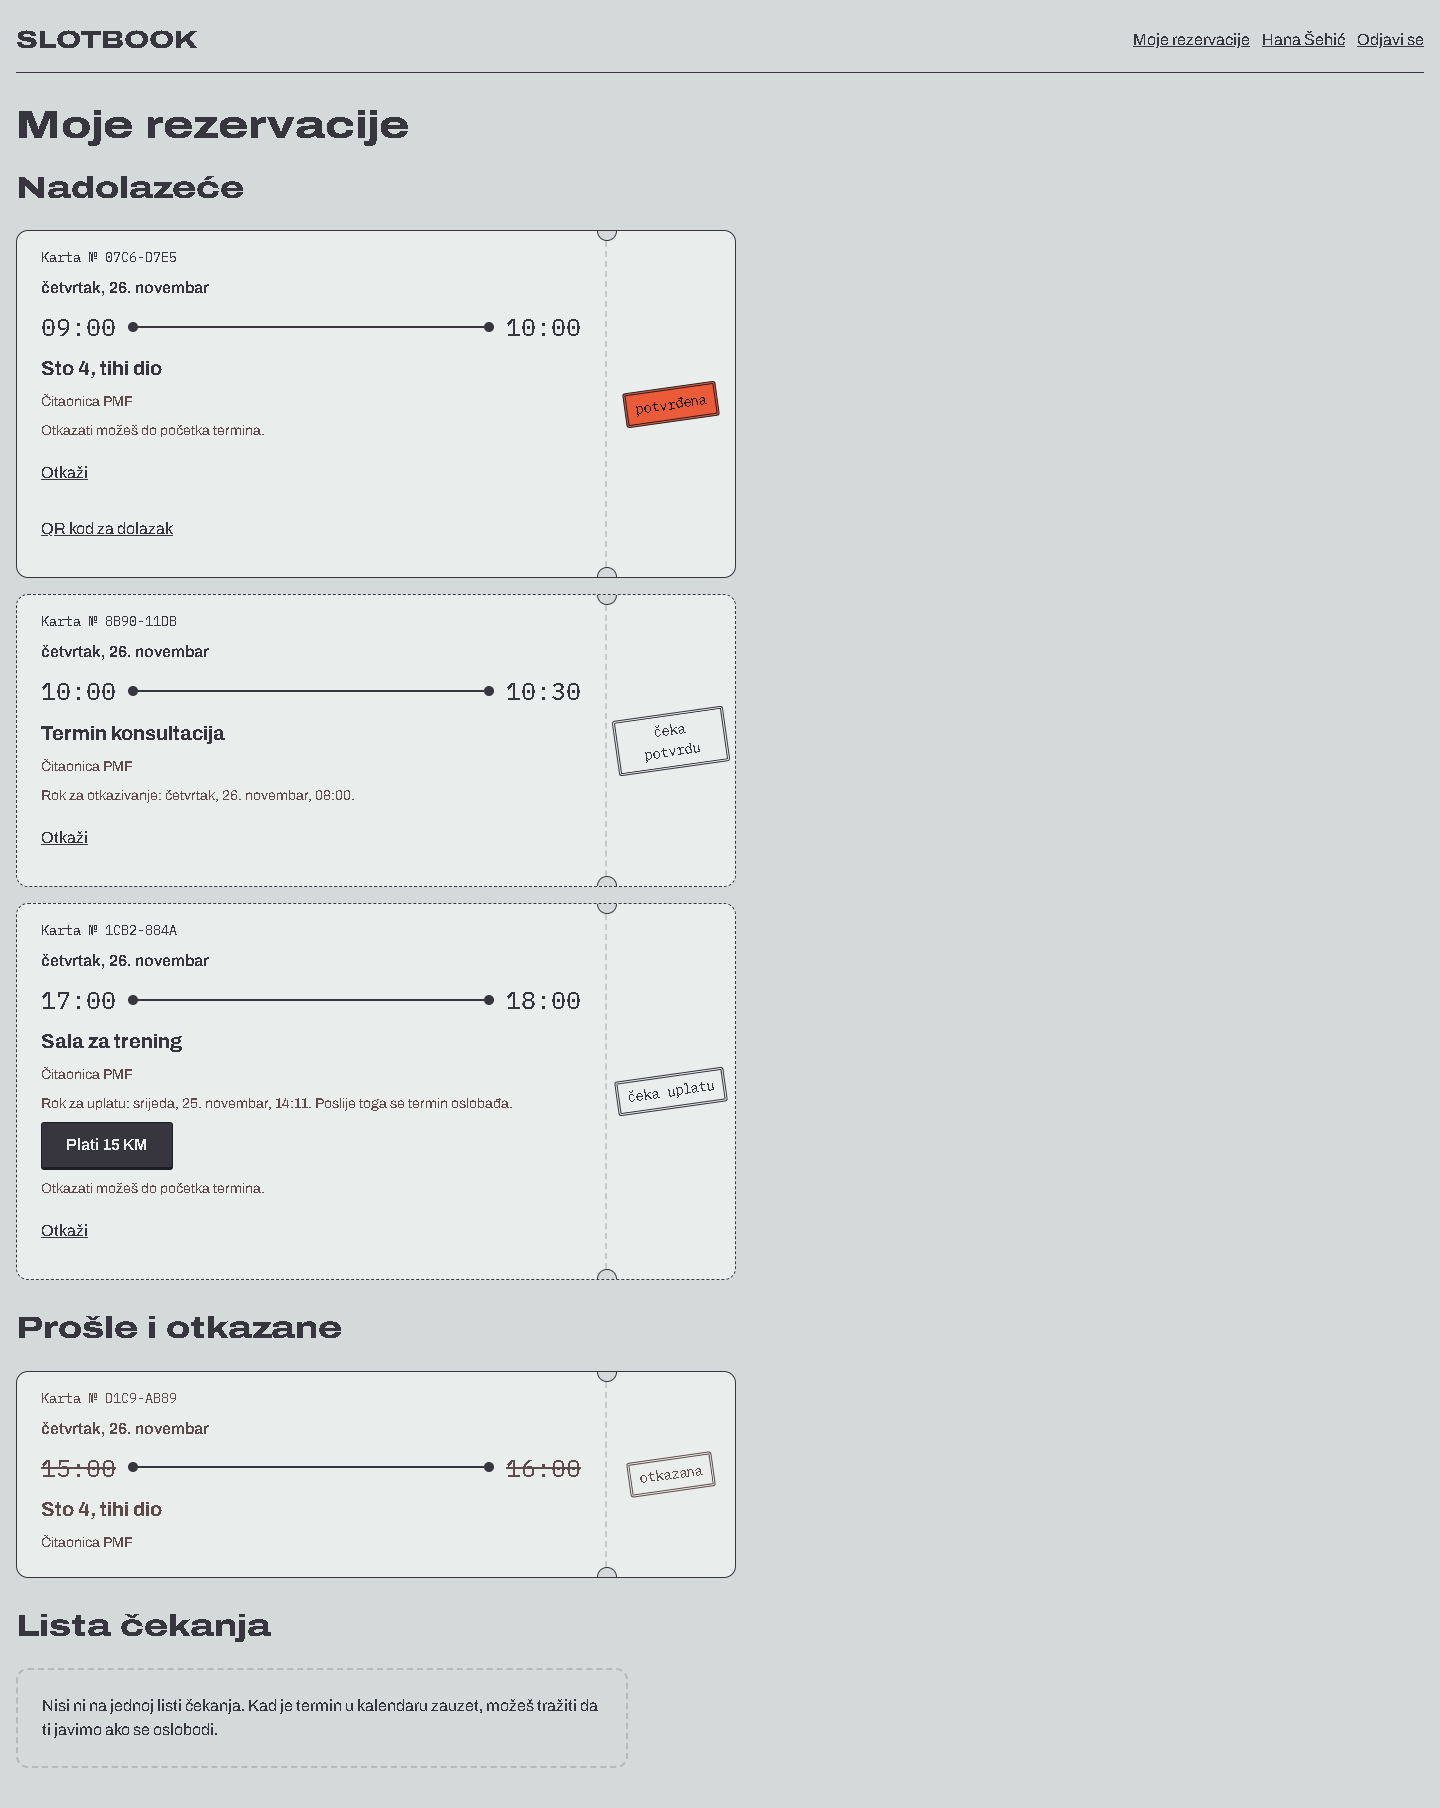 SLOTBOOK
Moje rezervacije Hana Šehić Odjavi se
Moje rezervacije
Nadolazeće
Karta № 07C6-D7E5
četvrtak, 26. novembar
09:00 10:00
Sto 4, tihi dio
Čitaonica PMF
Otkazati možeš do početka termina.
potvrđena
Otkaži
QR kod za dolazak
Karta № 8B90-11DB
četvrtak, 26. novembar
10:00 10:30
Termin konsultacija
Čitaonica PMF
Rok za otkazivanje: četvrtak, 26. novembar, 08:00.
čeka
potvrdu
Otkaži
Karta № 1CB2-884A
četvrtak, 26. novembar
17:00 18:00
Sala za trening
Čitaonica PMF
Rok za uplatu: srijeda, 25. novembar, 14:11. Poslije toga se termin oslobađa.
čeka uplatu
Plati 15 KM
Otkazati možeš do početka termina.
Otkaži
Prošle i otkazane
Karta № D1C9-AB89
četvrtak, 26. novembar
15:00 16:00
Sto 4, tihi dio
Čitaonica PMF
otkazana
Lista čekanja
Nisi ni na jednoj listi čekanja. Kad je termin u kalendaru zauzet, možeš tražiti da
ti javimo ako se oslobodi.